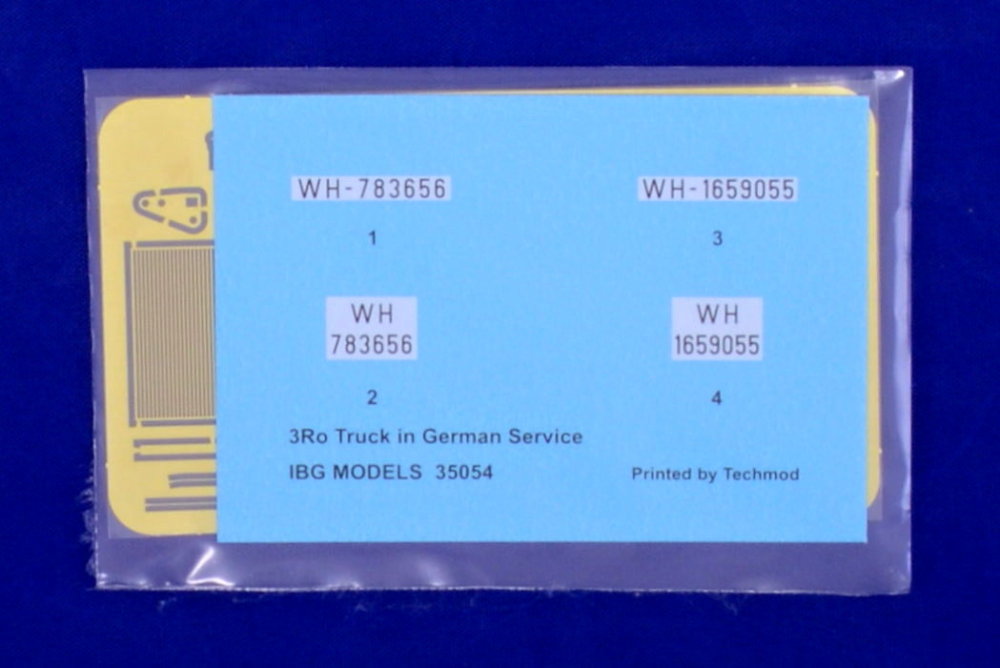 WH-783656
WH-1659055
1
3
WH
783656
WH
1659055
2
4
3Ro Truck in German Service
IBG MODELS 35054
Printed by Techmod